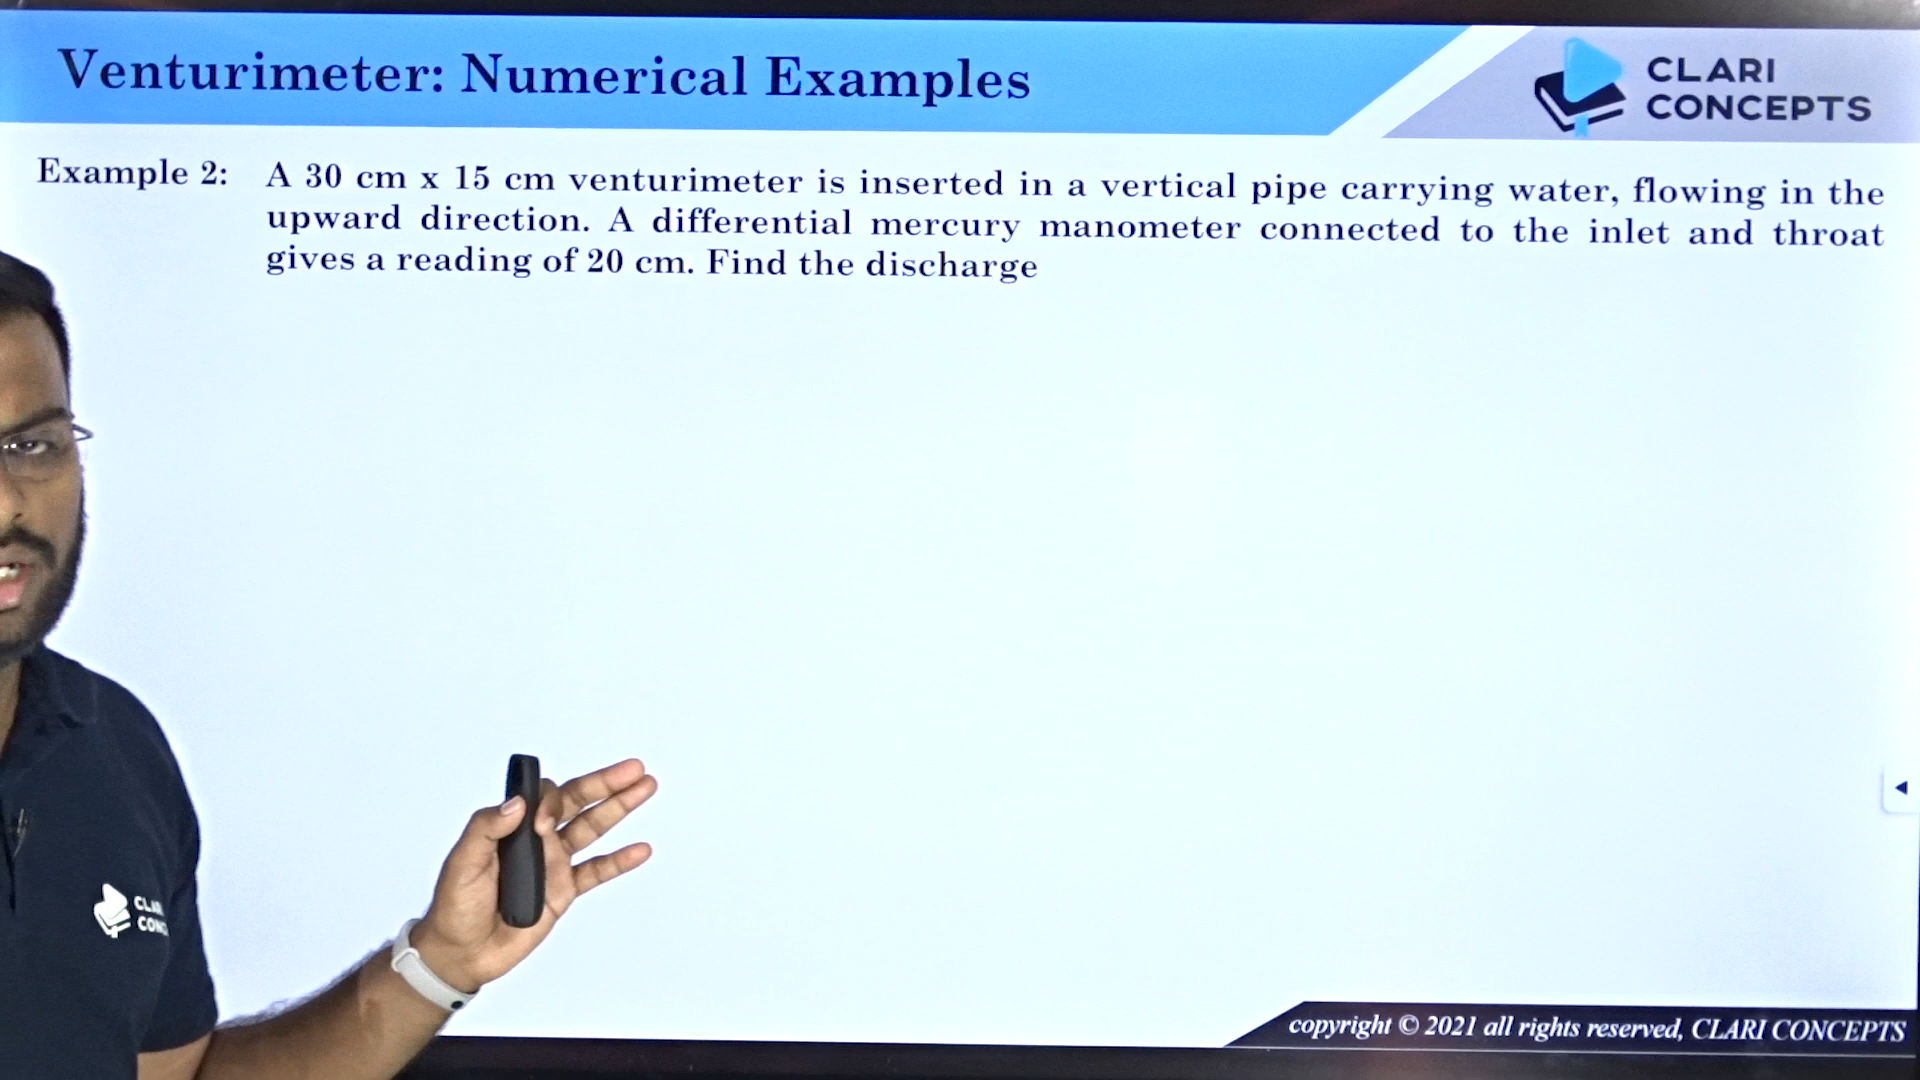 Venturimeter: Numerical Examples
CLARI
CONCEPTS
Example 2: A 30 cm x 15 cm venturimeter is inserted in a vertical pipe carrying water, flowing in the
upward direction. A differential mercury manometer connected to the inlet and throat
gives a reading of 20 cm. Find the discharge
copyright © 2021 all rights reserved, CLARI CONCEPTS